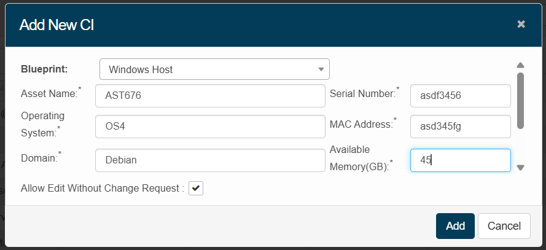 Add New CI ×
Blueprint: Windows Host
Asset Name:* AST676 Serial Number:* asdf3456
Operating
System:* OS4 MAC Address:* asd345fg
Domain:* Debian Available
Memory(GB):* 45
Allow Edit Without Change Request :
Add Cancel